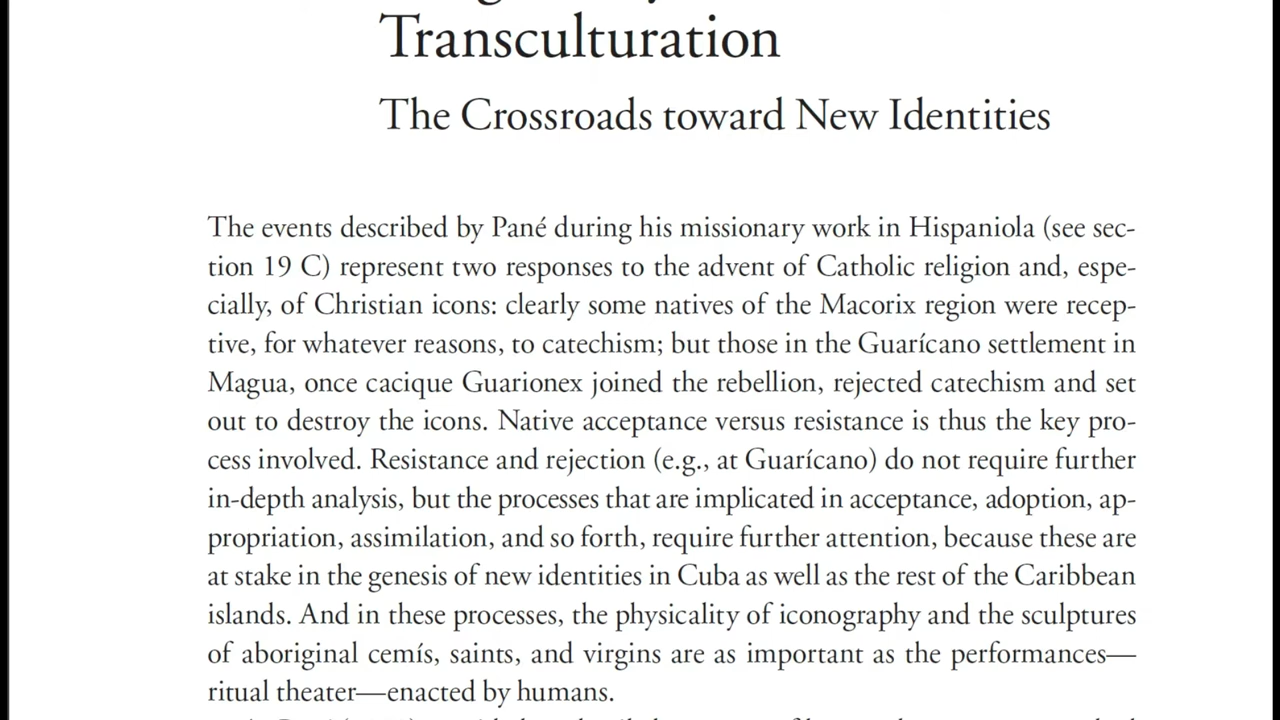 Transculturation
The Crossroads toward New Identities
The events described by Pané during his missionary work in Hispaniola (see sec-
tion 19 C) represent two responses to the advent of Catholic religion and, espe-
cially, of Christian icons: clearly some natives of the Macorix region were recep-
tive, for whatever reasons, to catechism; but those in the Guarícano settlement in
Magua, once cacique Guarionex joined the rebellion, rejected catechism and set
out to destroy the icons. Native acceptance versus resistance is thus the key pro-
cess involved. Resistance and rejection (e.g., at Guarícano) do not require further
in-depth analysis, but the processes that are implicated in acceptance, adoption, ap-
propriation, assimilation, and so forth, require further attention, because these are
at stake in the genesis of new identities in Cuba as well as the rest of the Caribbean
islands. And in these processes, the physicality of iconography and the sculptures
of aboriginal cemís, saints, and virgins are as important as the performances—
ritual theater—enacted by humans.